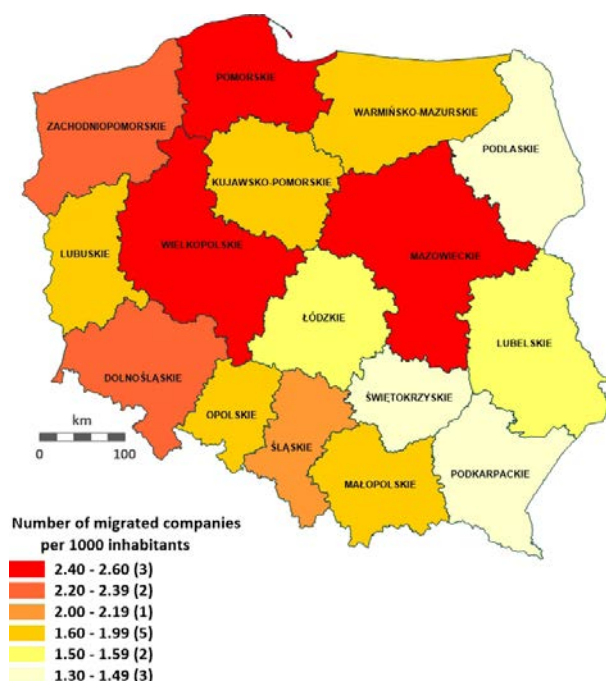 POMORSKIE
ZACHODNIOPOMORSKIE
WARMIŃSKO-MAZURSKIE
PODLASKIE
KUJAWSKO-POMORSKIE
LUBUSKIE
WIELKOPOLSKIE
MAZOWIECKIE
ŁÓDZKIE
LUBELSKIE
DOLNOŚLĄSKIE
ŚWIĘTOKRZYSKIE
OPOLSKIE
ŚLĄSKIE
PODKARPACKIE
MAŁOPOLSKIE
km
0 100
Number of migrated companies
per 1000 inhabitants
2.40 - 2.60 (3)
2.20 - 2.39 (2)
2.00 - 2.19 (1)
1.60 - 1.99 (5)
1.50 - 1.59 (2)
1.30 - 1.49 (3)